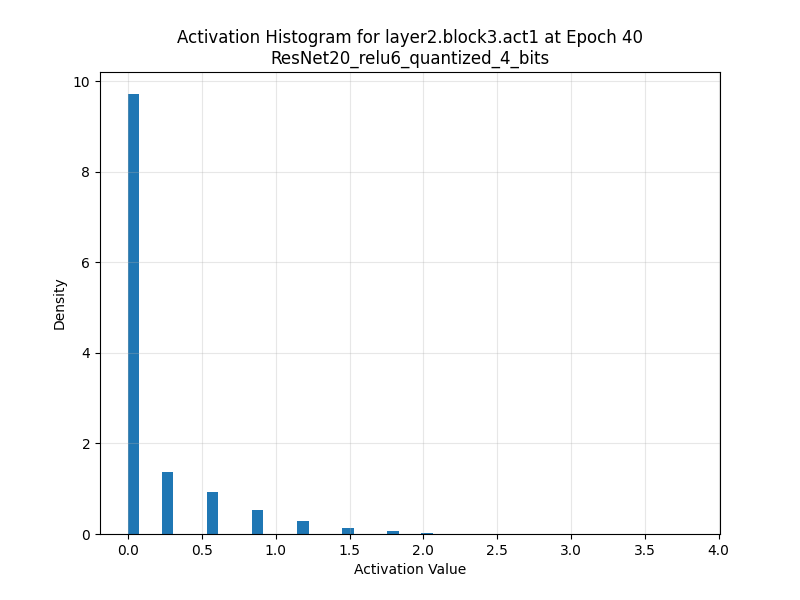 Activation Histogram for layer2.block3.act1 at Epoch 40
ResNet20_relu6_quantized_4_bits
10
8
6
4
2
0
Density
0.0 0.5 1.0 1.5 2.0 2.5 3.0 3.5 4.0
Activation Value